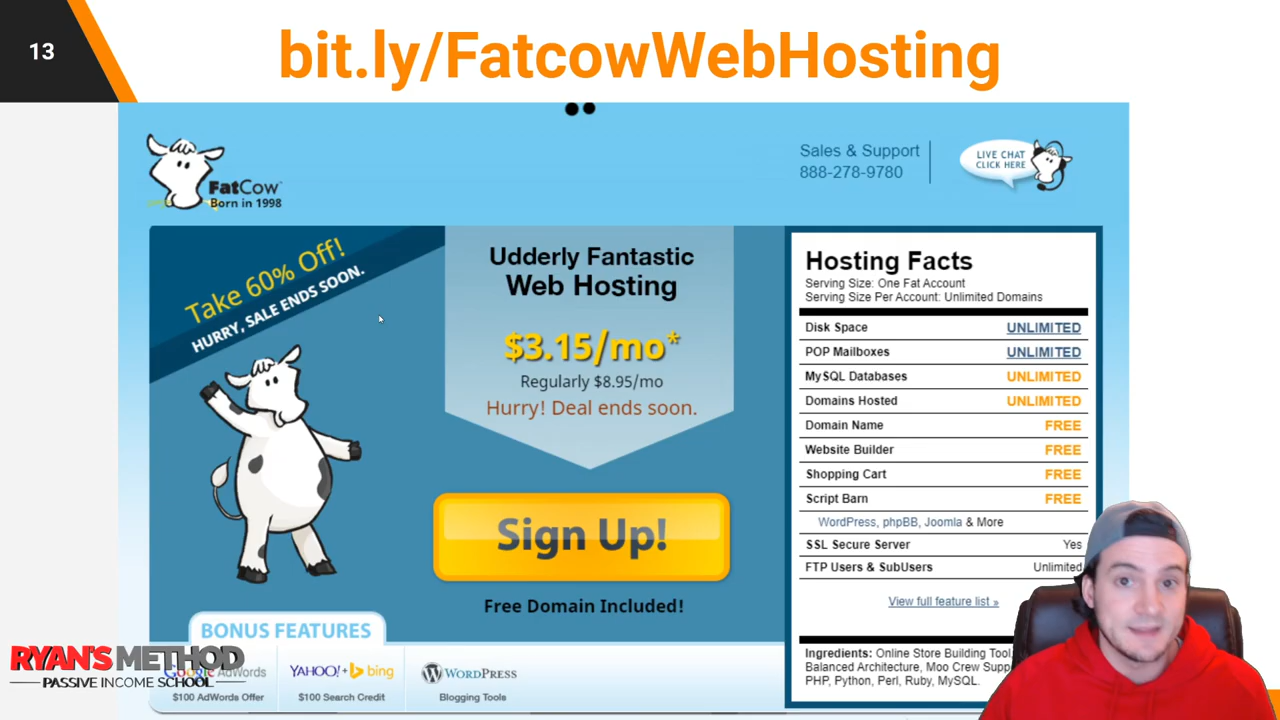 13
bit.ly/FatcowWebHosting
FatCow
Born in 1998
Sales & Support
888-278-9780
LIVE CHAT
CLICK HERE
Take 60% Off!
HURRY, SALE ENDS SOON.
Udderly Fantastic
Web Hosting
$3.15/mo*
Regularly $8.95/mo
Hurry! Deal ends soon.
Sign Up!
Free Domain Included!
Hosting Facts
Serving Size: One Fat Account
Serving Size Per Account: Unlimited Domains
Disk Space UNLIMITED
POP Mailboxes UNLIMITED
MySQL Databases UNLIMITED
Domains Hosted UNLIMITED
Domain Name FREE
Website Builder FREE
Shopping Cart FREE
Script Barn FREE
WordPress, phpBB, Joomla & More
SSL Secure Server Yes
FTP Users & SubUsers Unlimited
View full feature list »
Ingredients: Online Store Building Tool
Balanced Architecture, Moo Crew Supp
PHP, Python, Perl, Ruby, MySQL.
BONUS FEATURES
Google AdWords
$100 AdWords Offer
YAHOO! + bing
$100 Search Credit
WORDPRESS
Blogging Tools
RYAN'S METHOD
PASSIVE INCOME SCHOOL